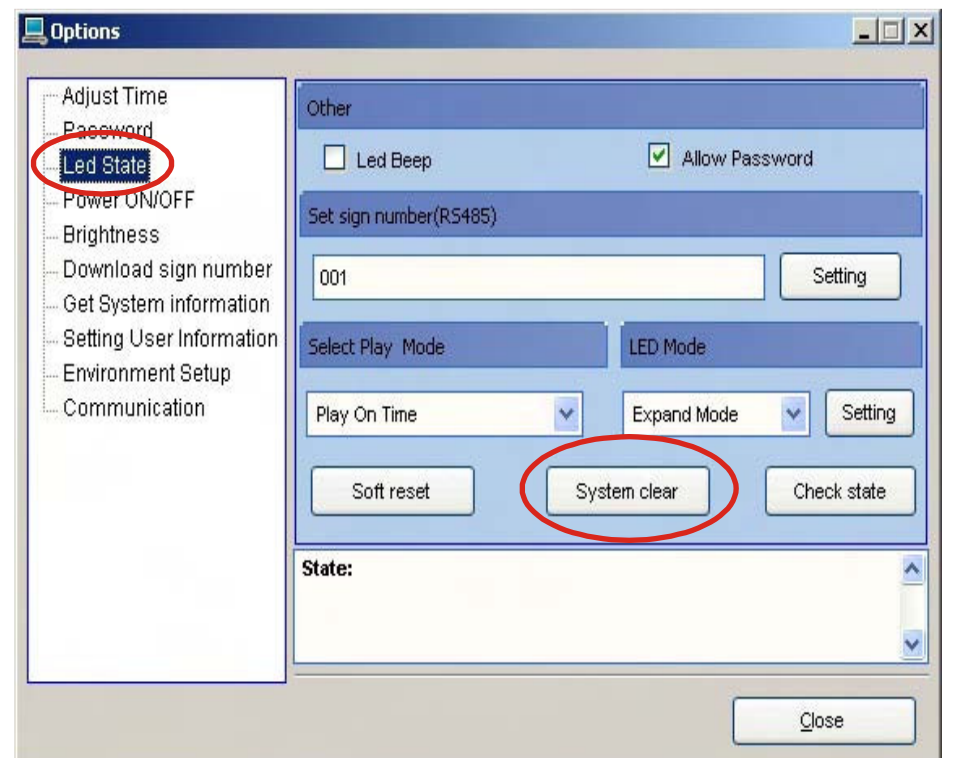 Options
Adjust Time
Password
Led State
Power ON/OFF
Brightness
Download sign number
Get System information
Setting User Information
Environment Setup
Communication
Other
Led Beep
Allow Password
Set sign number(RS485)
001
Setting
Select Play Mode
LED Mode
Play On Time
Expand Mode
Setting
Soft reset
System clear
Check state
State:
Close